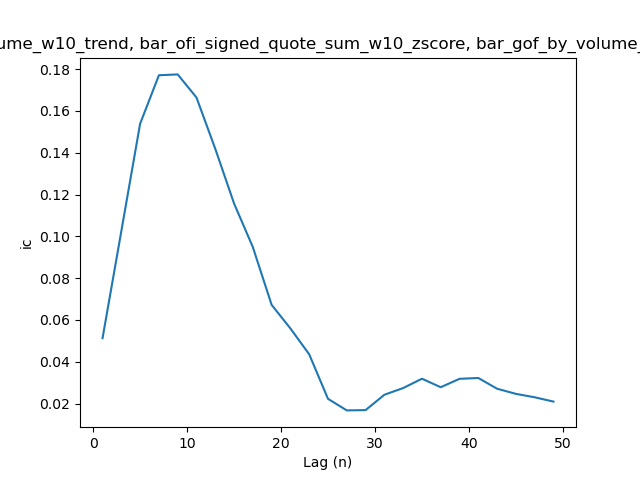 ume_w10_trend, bar_ofi_signed_quote_sum_w10_zscore, bar_gof_by_volume_
0.18
0.16
0.14
0.12
0.10
0.08
0.06
0.04
0.02
ic
0 10 20 30 40 50
Lag (n)